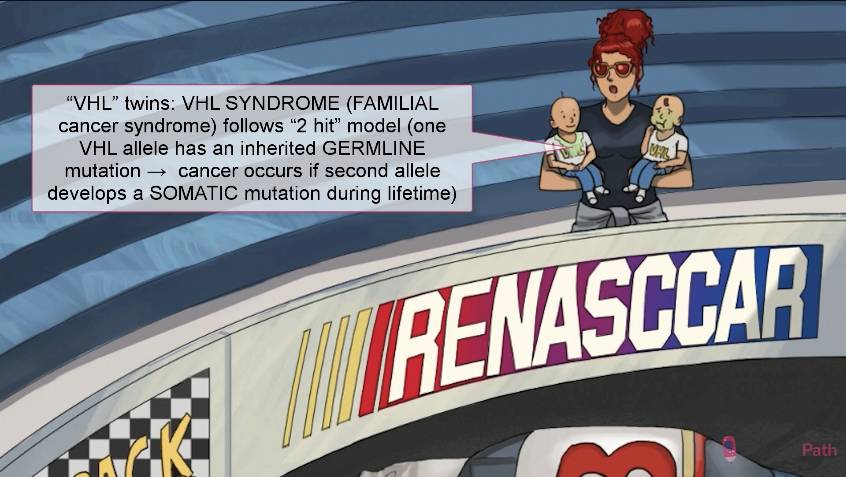 “VHL” twins: VHL SYNDROME (FAMILIAL
cancer syndrome) follows “2 hit” model (one
VHL allele has an inherited GERMLINE
mutation → cancer occurs if second allele
develops a SOMATIC mutation during lifetime)
VHL
VHL
RENASCCAR
ACK
Path